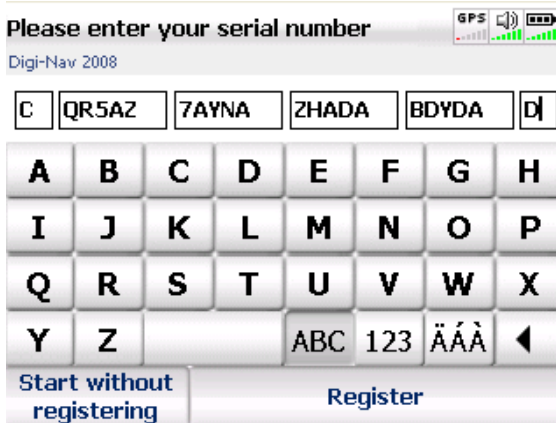 Please enter your serial number
GPS
Digi-Nav 2008
C QR5AZ 7AYNA ZHADA BDYDA D
A B C D E F G H
I J K L M N O P
Q R S T U V W X
Y Z ABC 123 ÄÁÀ
Start without registering
Register